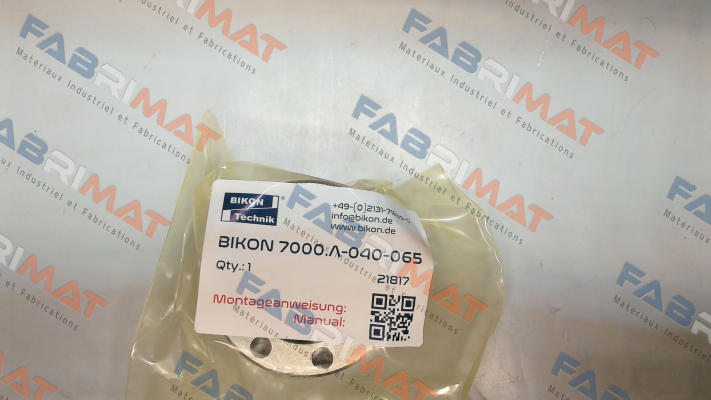 BIKON
Technik
info@bikon.de
www.bikon.de
BIKON 7000.A-040-065
Qty.: 1
21817
Montageanweisung:
Manual:
FABRIMAT
Matériaux Industriel et Fabrications